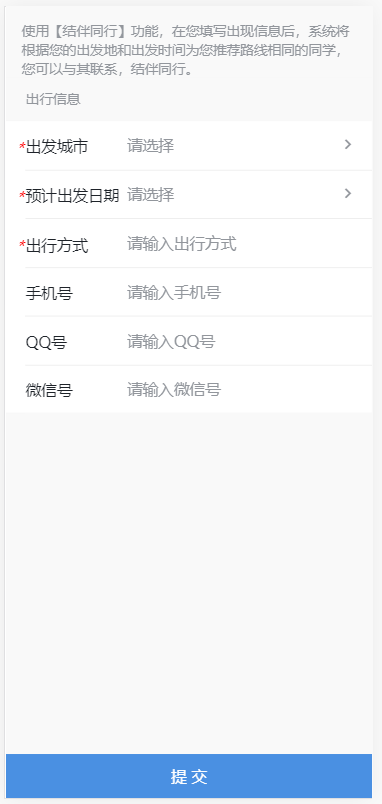 使用【结伴同行】功能，在您填写出现信息后，系统将
根据您的出发地和出发时间为您推荐路线相同的同学，
您可以与其联系，结伴同行。
出行信息
*出发城市 请选择
*预计出发日期 请选择
*出行方式 请输入出行方式
手机号 请输入手机号
QQ号 请输入QQ号
微信号 请输入微信号
提交